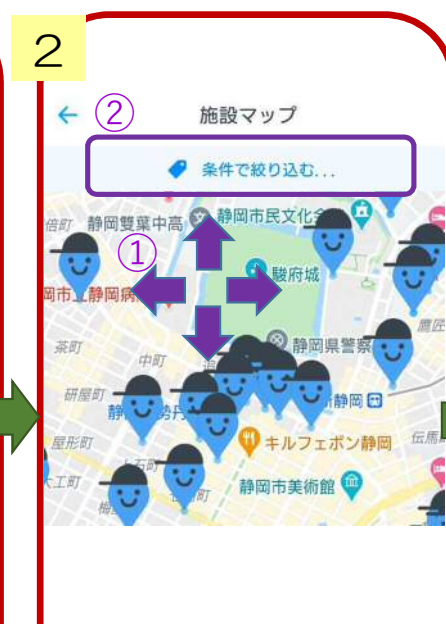 2
② 施設マップ
条件で絞り込む...
静岡雙葉中高
静岡市民文化会
①
駿府城
静岡病
鷹匠
静岡県警察
茶町
中町
研屋町
静岡
屋形町
キルフェボン静岡
伝馬
静岡市美術館